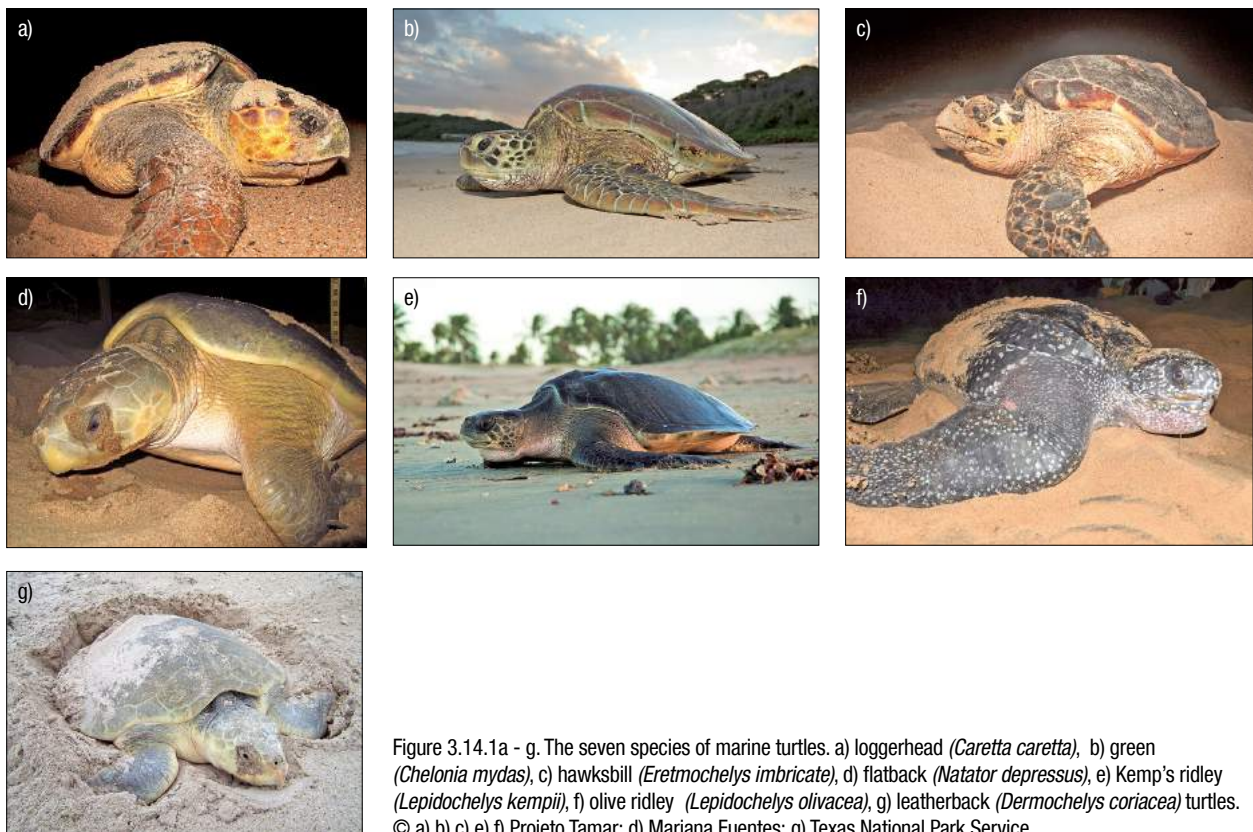 a)
b)
c)
d)
e)
f)
g)
Figure 3.14.1a - g. The seven species of marine turtles. a) loggerhead (Caretta caretta), b) green
(Chelonia mydas), c) hawksbill (Eretmochelys imbricate), d) flatback (Natator depressus), e) Kemp's ridley
(Lepidochelys kempii), f) olive ridley (Lepidochelys olivacea), g) leatherback (Dermochelys coriacea) turtles.
© a) b) c) e) f) Projeto Tamar; d) Mariana Fuentes; g) Texas National Park Service